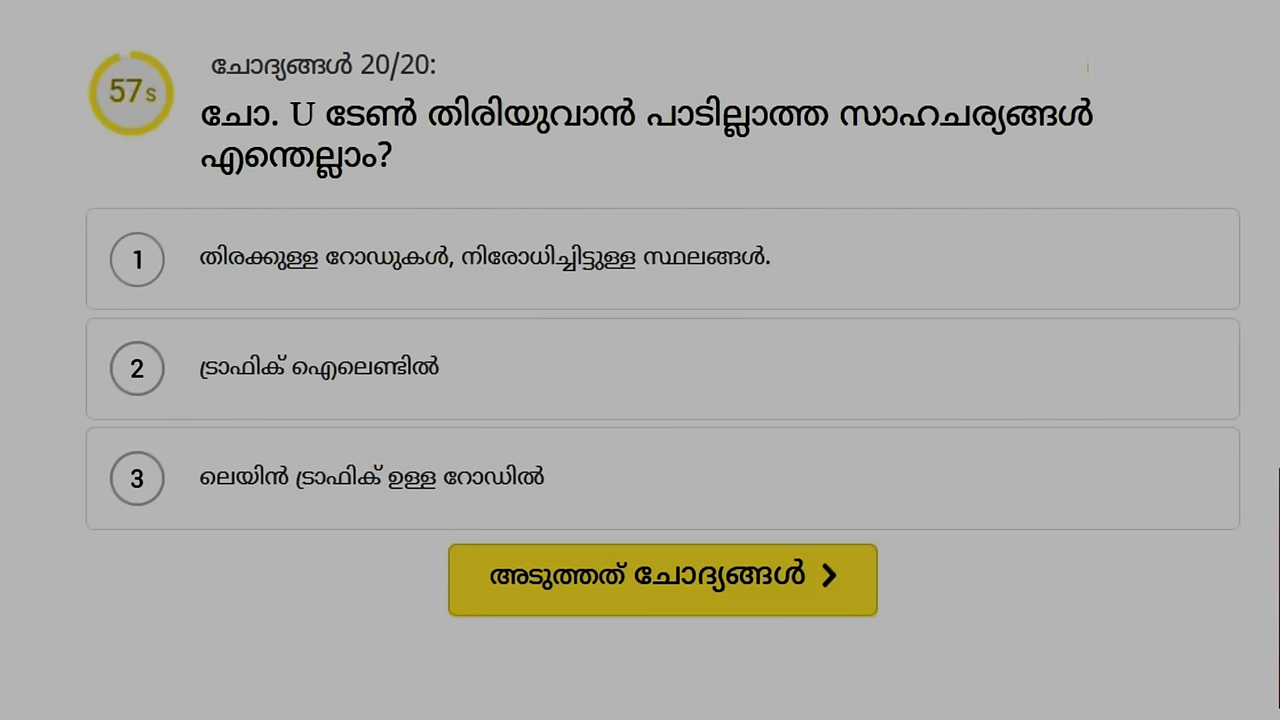 57s
ചോദ്യങ്ങൾ 20/20:
ചോ. U ടേൺ തിരിയുവാൻ പാടില്ലാത്ത സാഹചര്യങ്ങൾ
എന്തെല്ലാം?
1 തിരക്കുള്ള റോഡുകൾ, നിരോധിച്ചിട്ടുള്ള സ്ഥലങ്ങൾ.
2 ട്രാഫിക് ഐലെണ്ടിൽ
3 ലെയിൻ ട്രാഫിക് ഉള്ള റോഡിൽ
അടുത്തത് ചോദ്യങ്ങൾ